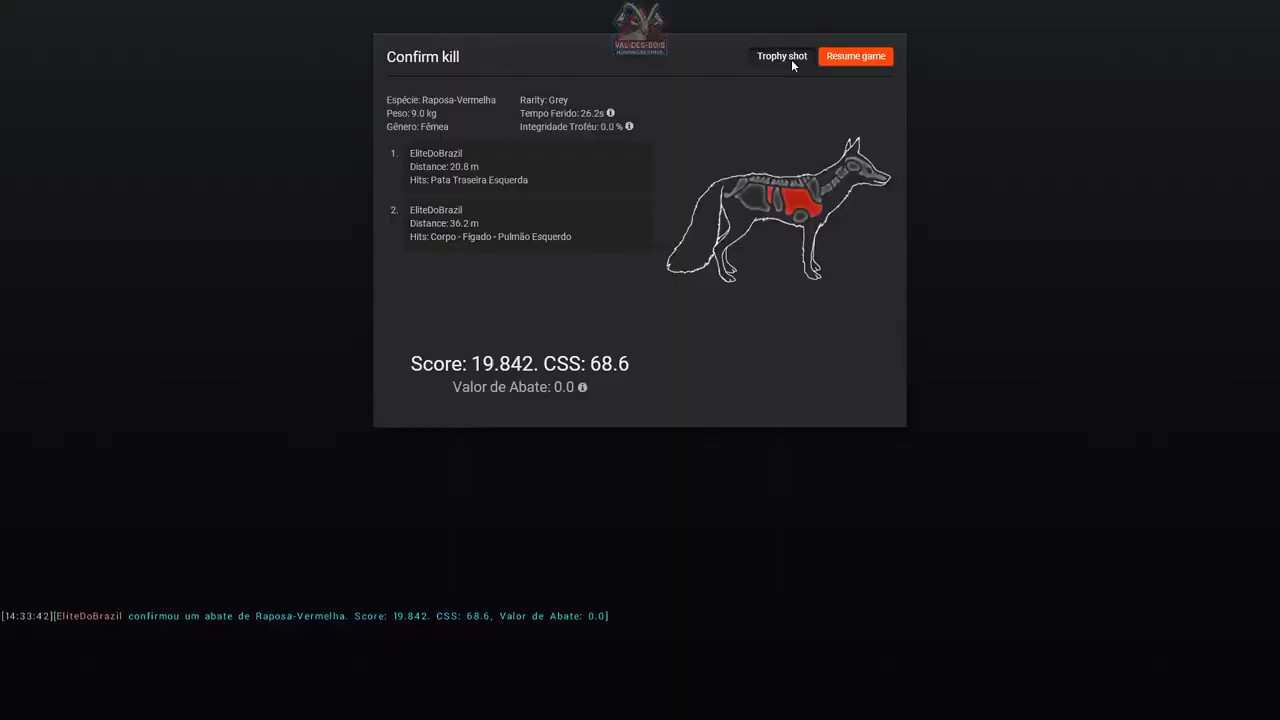 VAL-DES-BOIS
Confirm kill
Trophy shot
Resume game
Espécie: Raposa-Vermelha
Peso: 9.0 kg
Gênero: Fêmea
Rarity: Grey
Tempo Ferido: 26.2s
Integridade Troféu: 0.0 %
1. EliteDoBrazil
Distance: 20.8 m
Hits: Pata Traseira Esquerda
2. EliteDoBrazil
Distance: 36.2 m
Hits: Corpo - Fígado - Pulmão Esquerdo
Score: 19.842. CSS: 68.6
Valor de Abate: 0.0
[14:33:42][EliteDoBrazil confirmou um abate de Raposa-Vermelha. Score: 19.842. CSS: 68.6, Valor de Abate: 0.0]